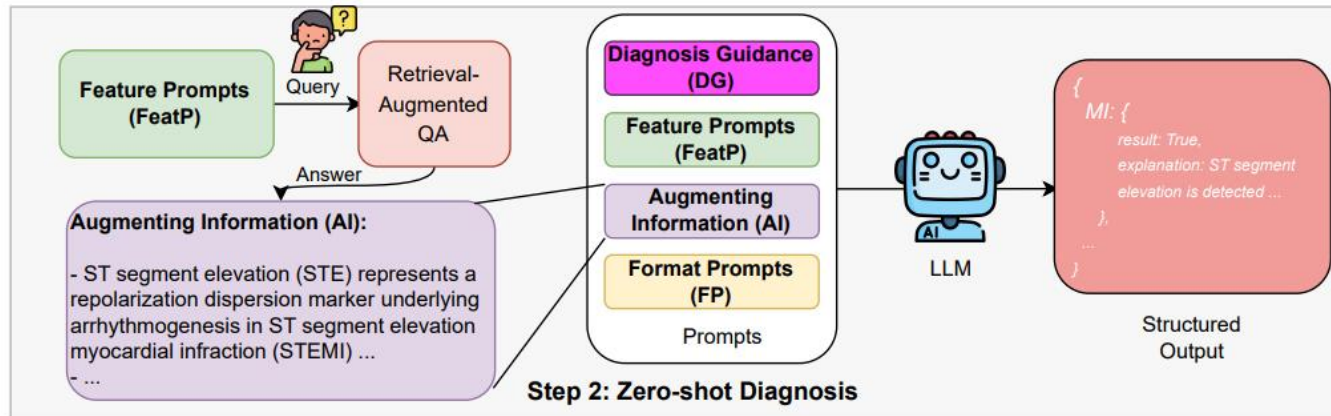 Feature Prompts
(FeatP)
?
Query
Retrieval-
Augmented
QA
Answer
Augmenting Information (AI):
- ST segment elevation (STE) represents a
repolarization dispersion marker underlying
arrhythmogenesis in ST segment elevation
myocardial infraction (STEMI) ...
- ...
Diagnosis Guidance
(DG)
Feature Prompts
(FeatP)
Augmenting
Information (AI)
Format Prompts
(FP)
Prompts
AI
LLM
{
MI: {
result: True,
explanation: ST segment
elevation is detected ...
},
...
}
Structured
Output
Step 2: Zero-shot Diagnosis